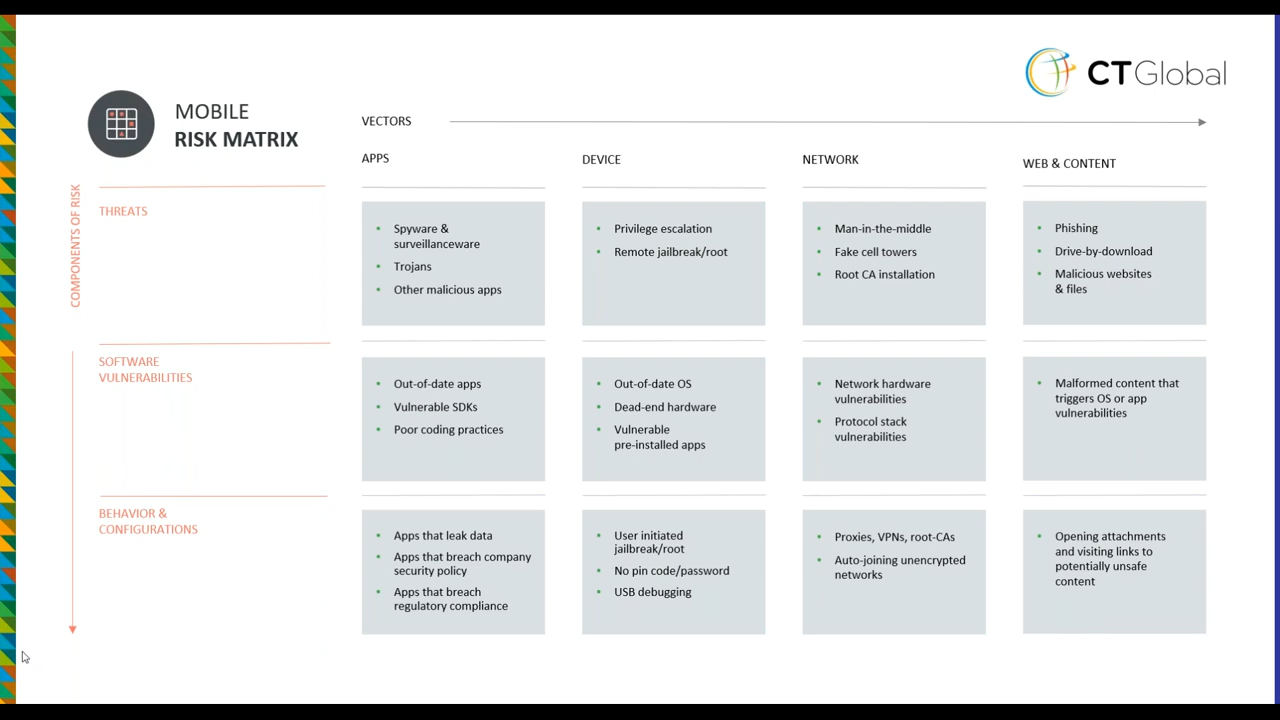 CTGlobal
MOBILE
RISK MATRIX
VECTORS
APPS
DEVICE
NETWORK
WEB & CONTENT
COMPONENTS OF RISK
THREATS
• Spyware &
surveillanceware
• Trojans
• Other malicious apps
• Privilege escalation
• Remote jailbreak/root
• Man-in-the-middle
• Fake cell towers
• Root CA installation
• Phishing
• Drive-by-download
• Malicious websites
& files
SOFTWARE
VULNERABILITIES
• Out-of-date apps
• Vulnerable SDKs
• Poor coding practices
• Out-of-date OS
• Dead-end hardware
• Vulnerable
pre-installed apps
• Network hardware
vulnerabilities
• Protocol stack
vulnerabilities
• Malformed content that
triggers OS or app
vulnerabilities
BEHAVIOR &
CONFIGURATIONS
• Apps that leak data
• Apps that breach company
security policy
• Apps that breach
regulatory compliance
• User initiated
jailbreak/root
• No pin code/password
• USB debugging
• Proxies, VPNs, root-CAs
• Auto-joining unencrypted
networks
• Opening attachments
and visiting links to
potentially unsafe
content